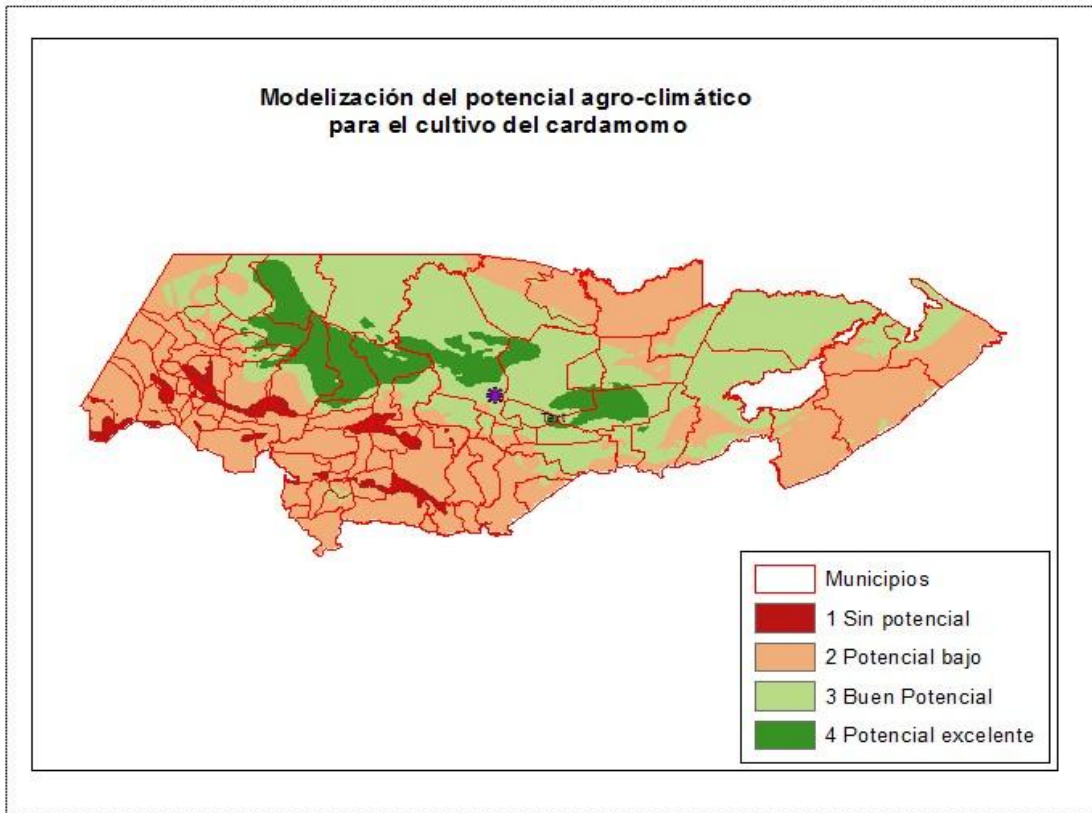 Modelización del potencial agro-climático
para el cultivo del cardamomo
Text
Municipios
1 Sin potencial
2 Potencial bajo
3 Buen Potencial
4 Potencial excelente